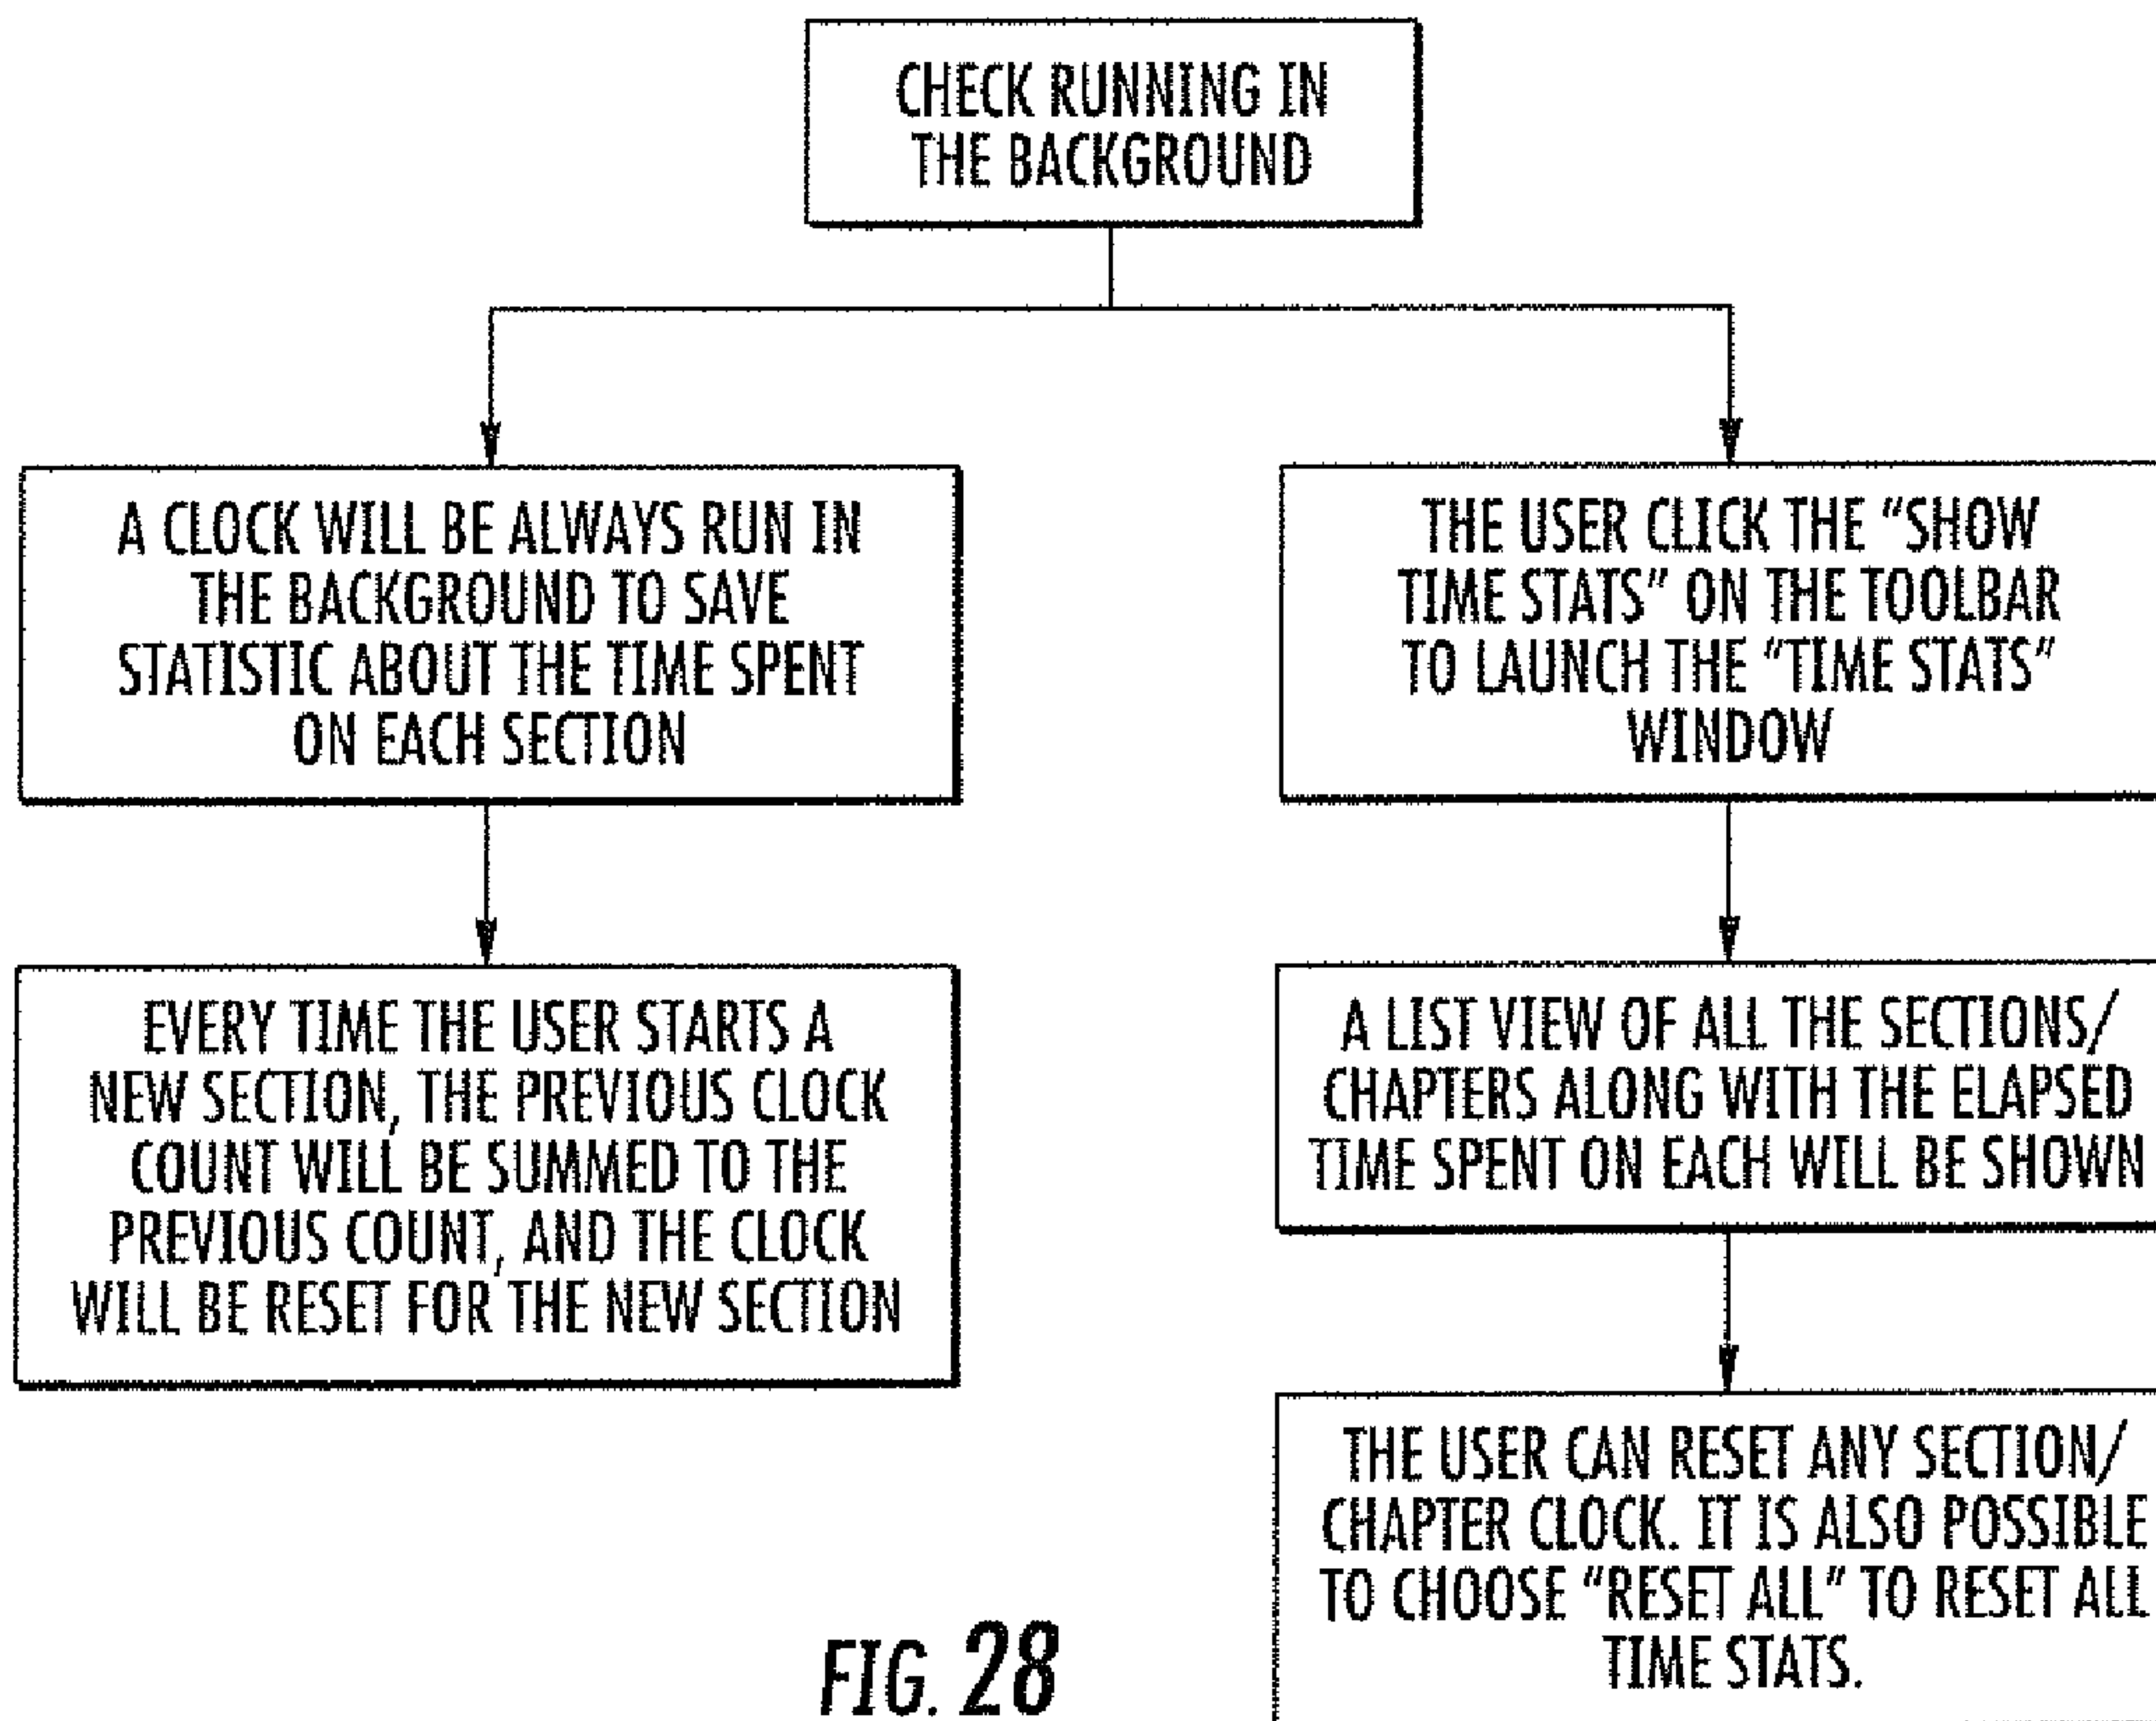 CHECK RUNNING IN
THE BACKGROUND
A CLOCK WILL BE ALWAYS RUN IN
THE BACKGROUND TO SAVE
STATISTIC ABOUT THE TIME SPENT
ON EACH SECTION
EVERY TIME THE USER STARTS A
NEW SECTION, THE PREVIOUS CLOCK
COUNT WILL BE SUMMED TO THE
PREVIOUS COUNT, AND THE CLOCK
WILL BE RESET FOR THE NEW SECTION
THE USER CLICK THE "SHOW
TIME STATS" ON THE TOOLBAR
TO LAUNCH THE "TIME STATS"
WINDOW
A LIST VIEW OF ALL THE SECTIONS/
CHAPTERS ALONG WITH THE ELAPSED
TIME SPENT ON EACH WILL BE SHOWN
THE USER CAN RESET ANY SECTION/
CHAPTER CLOCK. IT IS ALSO POSSIBLE
TO CHOOSE "RESET ALL" TO RESET ALL
TIME STATS.
FIG. 28